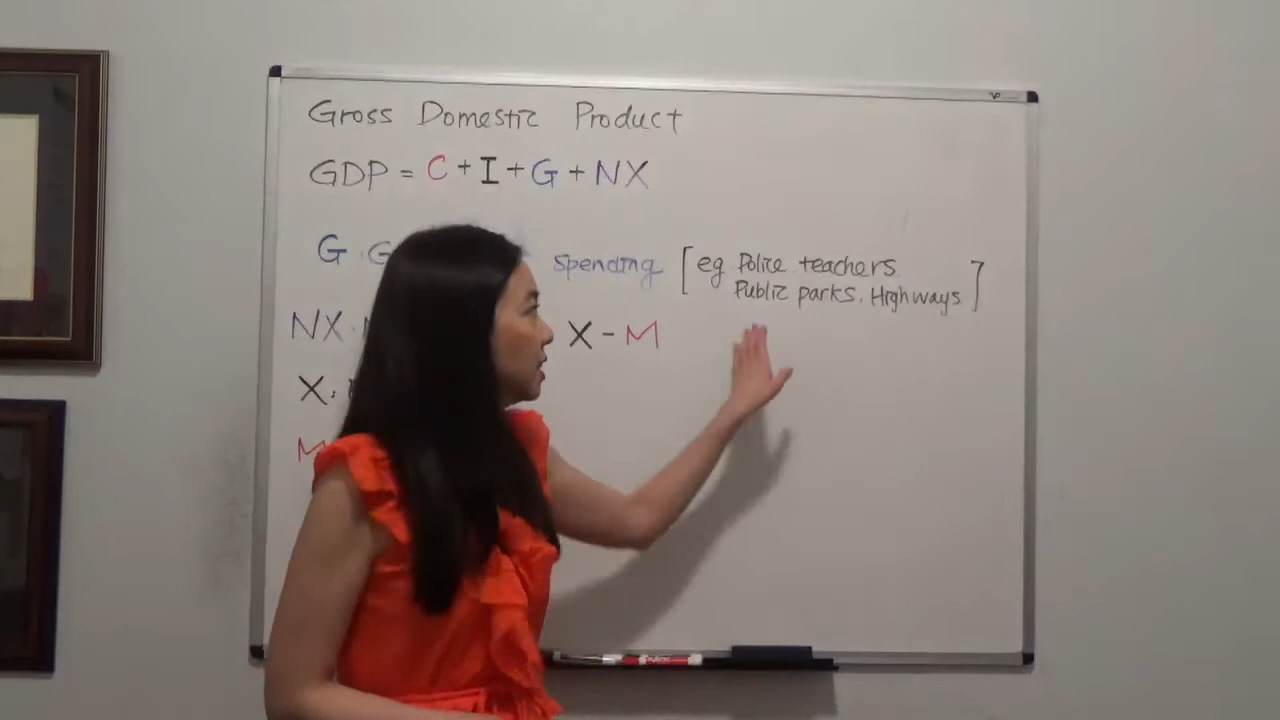 Gross Domestic Product
GDP = C + I + G + NX
G : G spending [eg Police teachers
Public parks. Highways]
NX : X - M
X :
M